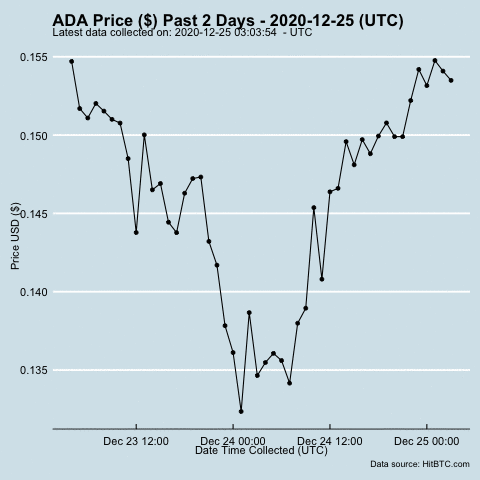 ADA Price ($) Past 2 Days - 2020-12-25 (UTC)
Latest data collected on: 2020-12-25 03:03:54 - UTC
0.155
0.150
0.145
0.140
0.135
Price USD ($)
Dec 23 12:00 Dec 24 00:00 Dec 24 12:00 Dec 25 00:00
Date Time Collected (UTC)
Data source: HitBTC.com